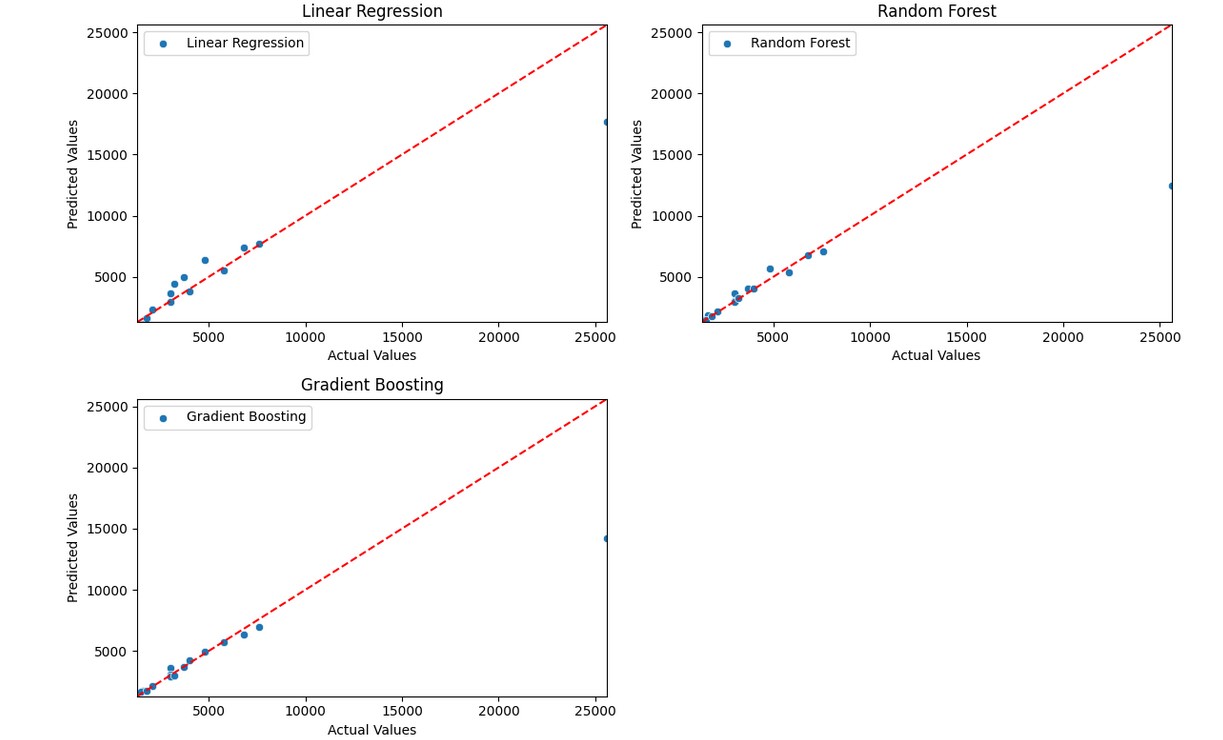 Linear Regression
Linear Regression
25000
20000
15000
10000
5000
Predicted Values
5000 10000 15000 20000 25000
Actual Values
Random Forest
Random Forest
25000
20000
15000
10000
5000
Predicted Values
5000 10000 15000 20000 25000
Actual Values
Gradient Boosting
Gradient Boosting
25000
20000
15000
10000
5000
Predicted Values
5000 10000 15000 20000 25000
Actual Values